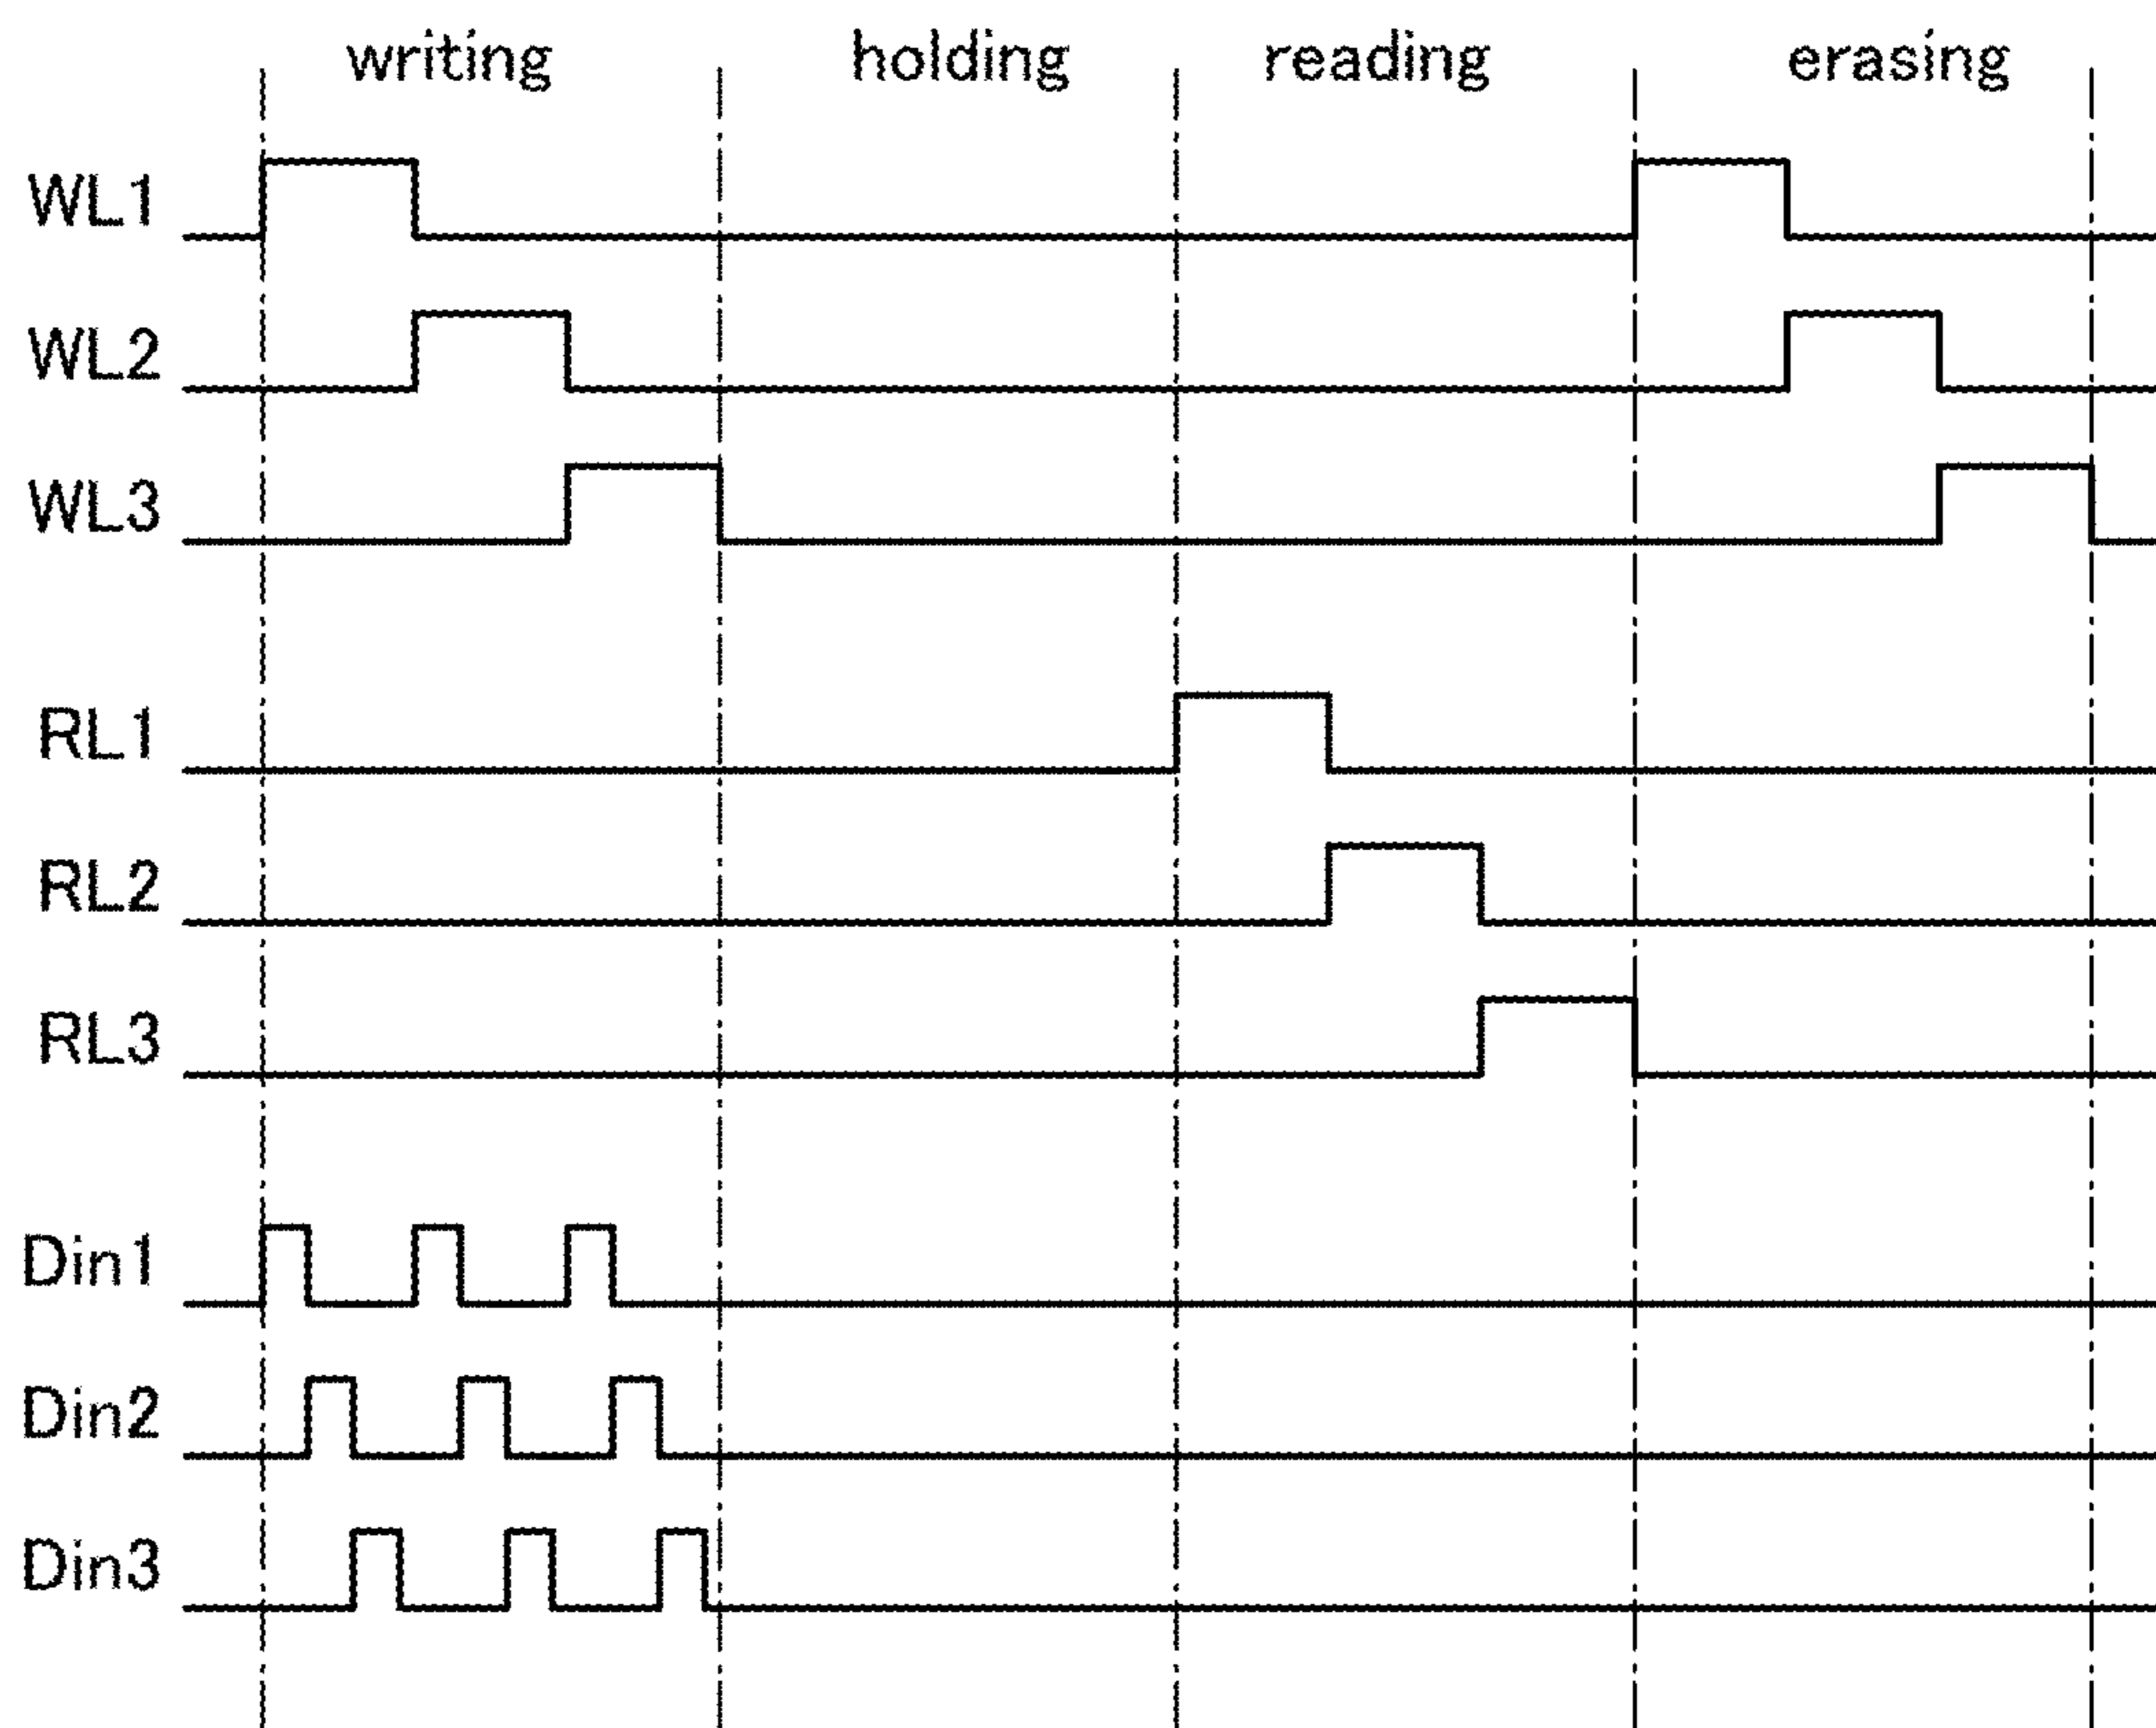 writing holding reading erasing
WL1
WL2
WL3
RL1
RL2
RL3
Din1
Din2
Din3